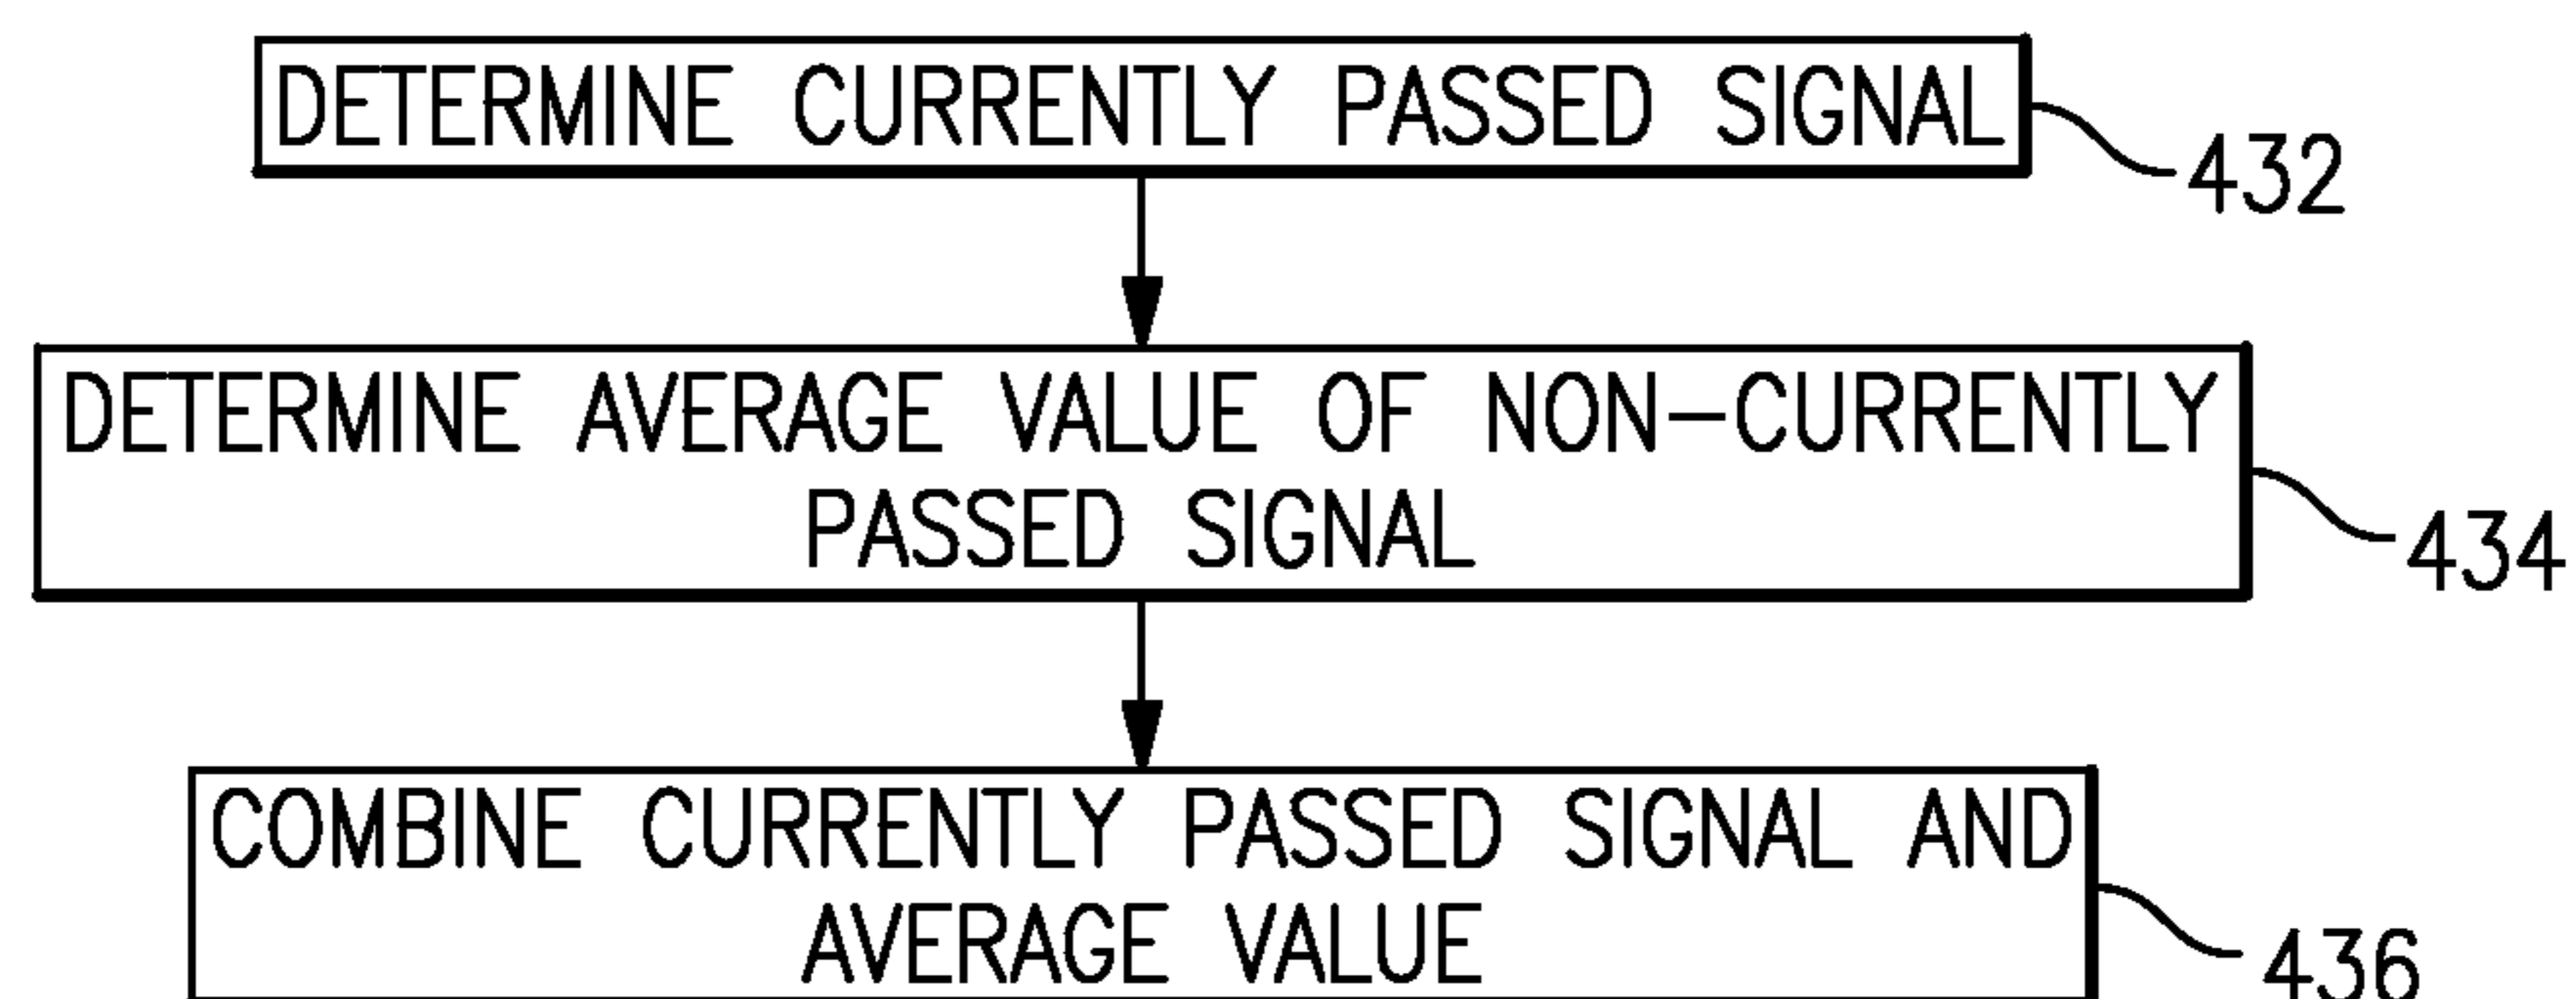 DETERMINE CURRENTLY PASSED SIGNAL
432
DETERMINE AVERAGE VALUE OF NON-CURRENTLY
PASSED SIGNAL
434
COMBINE CURRENTLY PASSED SIGNAL AND
AVERAGE VALUE
436